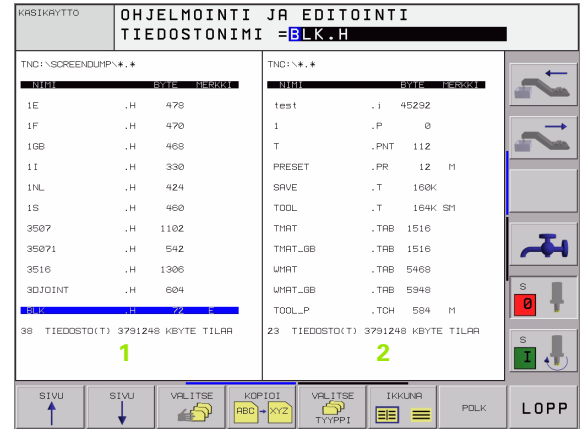 KÄSIKÄYTTÖ
OHJELMOINTI JA EDITOINTI
TIEDOSTONIMI =BLK.H
TNC:\SCREENDUMP\*.*
NIMI BYTE MERKKI
1E .H 478
1F .H 470
1GB .H 468
1I .H 330
1NL .H 424
1S .H 460
3507 .H 1102
35071 .H 542
3516 .H 1306
3DJOINT .H 604
BLK .H 72 E
38 TIEDOSTO(T) 3791248 KBYTE TILAA
1
TNC:\*.*
NIMI BYTE MERKKI
test .i 45292
1 .P 0
T .PNT 112
PRESET .PR 12 M
SAVE .T 160K
TOOL .T 164K SM
TMAT .TAB 1516
TMAT_GB .TAB 1516
WMAT .TAB 5468
WMAT_GB .TAB 5948
TOOL_P .TCH 584 M
23 TIEDOSTO(T) 3791248 KBYTE TILAA
2
S
0
S
I
SIVU
SIVU
VALITSE
KOPIOI
ABC XYZ
VALITSE
TYYPPI
IKKUNA
POLK
LOPP